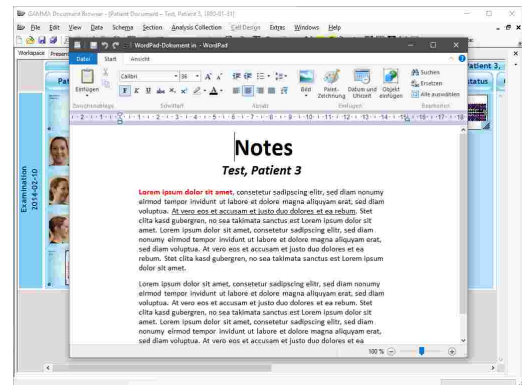 GAMMA Document Browser - [Patient Document - Test, Patient 3, (880-01-31]
File Edit View Data Schema Section Analysis Collection Cell Design Extras Windows Help
Workspace Present
WordPad-Dokument in - WordPad
Datei Start Ansicht
Einfügen
Calibri 36
Bild
Paint-Zeichnung
Datum und Uhrzeit
Objekt einfügen
Suchen
Ersetzen
Alle auswählen
Zwischenablage Schriftart Absatz Einfügen Bearbeiten
Patient 3,
Pat
status
Examination
2014-02-10
Notes
Test, Patient 3
Lorem ipsum dolor sit amet, consetetur sadipscing elitr, sed diam nonumy
eirmod tempor invidunt ut labore et dolore magna aliquyam erat, sed diam
voluptua. At vero eos et accusam et justo duo dolores et ea rebum. Stet
clita kasd gubergren, no sea takimata sanctus est Lorem ipsum dolor sit
amet. Lorem ipsum dolor sit amet, consetetur sadipscing elitr, sed diam
nonumy eirmod tempor invidunt ut labore et dolore magna aliquyam erat,
sed diam voluptua. At vero eos et accusam et justo duo dolores et ea
rebum. Stet clita kasd gubergren, no sea takimata sanctus est Lorem ipsum
dolor sit amet.
Lorem ipsum dolor sit amet, consetetur sadipscing elitr, sed diam nonumy
eirmod tempor invidunt ut labore et dolore magna aliquyam erat, sed diam
voluptua. At vero eos et accusam et justo duo dolores et ea rebum. Stet
clita kasd gubergren, no sea takimata sanctus est Lorem ipsum dolor sit
amet. Lorem ipsum dolor sit amet, consetetur sadipscing elitr, sed diam
nonumy eirmod tempor invidunt ut labore et dolore magna aliquyam erat,
sed diam voluptua. At vero eos et accusam et justo duo dolores et ea
100 %